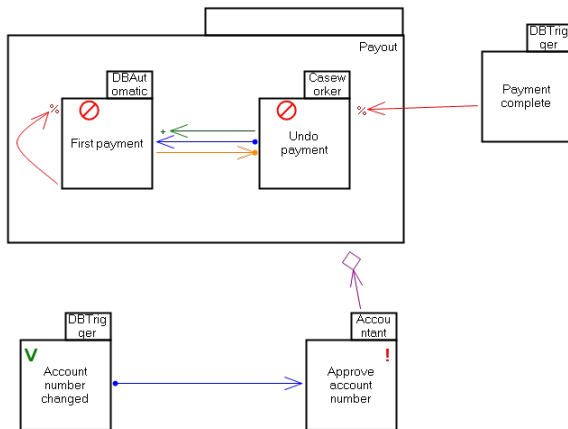 Payout
DBTrig
ger
Payment
complete
DBAut
omatic
%
First payment
+
Casew
orker
Undo
payment
%
DBTrig
ger
V
Account
number
changed
Accou
ntant
!
Approve
account
number